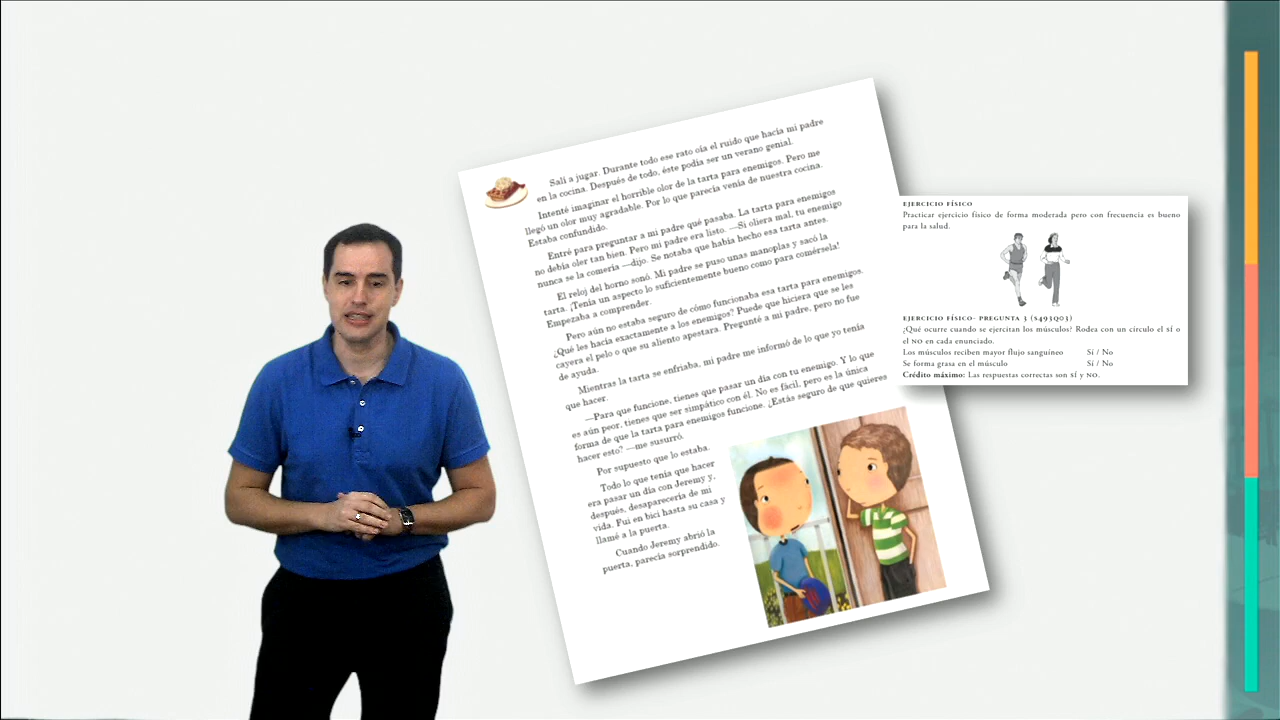 Salí a jugar. Durante todo ese rato oía el ruido que hacía mi padre
en la cocina. Después de todo, éste podía ser un verano genial.
Intenté imaginar el horrible olor de la tarta para enemigos. Pero me
llegó un olor muy agradable. Por lo que parecía venía de nuestra cocina.
Estaba confundido.
Entré para preguntar a mi padre qué pasaba. La tarta para enemigos
no debía oler tan bien. Pero mi padre era listo. —Si oliera mal, tu enemigo
nunca se la comería —dijo. Se notaba que había hecho esa tarta antes.
El reloj del horno sonó. Mi padre se puso unas manoplas y sacó la
tarta. ¡Tenía un aspecto lo suficientemente bueno como para comérsela!
Empezaba a comprender.
Pero aún no estaba seguro de cómo funcionaba esa tarta para enemigos.
¿Qué les hacía exactamente a los enemigos? Puede que hiciera que se les
cayera el pelo o que su aliento apestara. Pregunté a mi padre, pero no fue
de ayuda.
Mientras la tarta se enfriaba, mi padre me informó de lo que yo tenía
que hacer.
—Para que funcione, tienes que pasar un día con tu enemigo. Y lo que
es aún peor, tienes que ser simpático con él. No es fácil, pero es la única
forma de que la tarta para enemigos funcione. ¿Estás seguro de que quieres
hacer esto? —me susurró.
Por supuesto que lo estaba.
Todo lo que tenía que hacer
era pasar un día con Jeremy y,
después, desaparecería de mi
vida. Fui en bici hasta su casa y
llamé a la puerta.
Cuando Jeremy abrió la
puerta, parecía sorprendido.
EJERCICIO FÍSICO
Practicar ejercicio físico de forma moderada pero con frecuencia es bueno
para la salud.
EJERCICIO FÍSICO- PREGUNTA 3 (S493Q03)
¿Qué ocurre cuando se ejercitan los músculos? Rodea con un círculo el SÍ o
el NO en cada enunciado.
Los músculos reciben mayor flujo sanguíneo Sí / No
Se forma grasa en el músculo Sí / No
Crédito máximo: Las respuestas correctas son SÍ y NO.